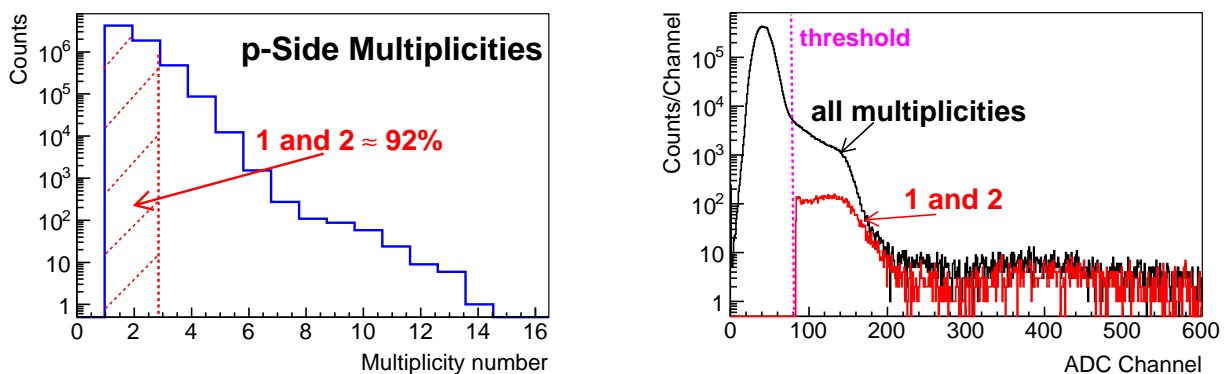 Counts
10^6
10^5
10^4
10^3
10^2
10
1
p-Side Multiplicities
1 and 2 ≈ 92%
0 2 4 6 8 10 12 14 16
Multiplicity number
Counts/Channel
10^5
10^4
10^3
10^2
10
1
threshold
all multiplicities
1 and 2
0 100 200 300 400 500 600
ADC Channel